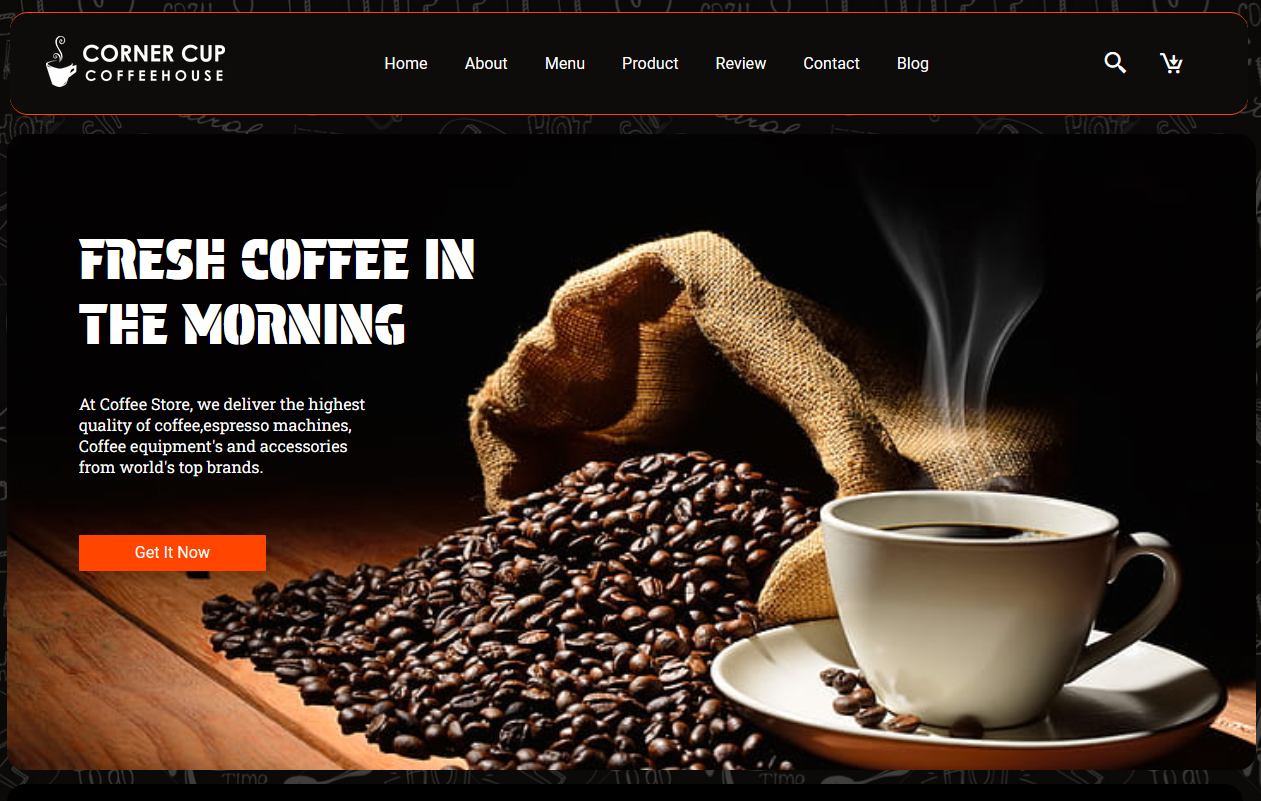 CORNER CUP
COFFEEHOUSE
Home About Menu Product Review Contact Blog
HOT
FRESH COFFEE IN
THE MORNING
At Coffee Store, we deliver the highest
quality of coffee,espresso machines,
Coffee equipment's and accessories
from world's top brands.
Get It Now
Time